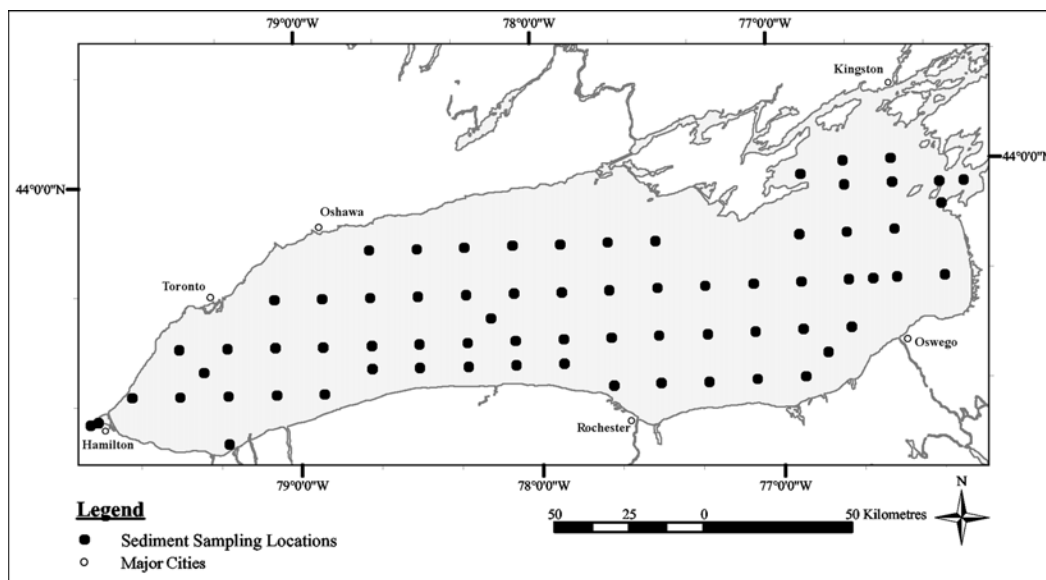 79°0'0"W 78°0'0"W 77°0'0"W
Kingston
44°0'0"N
44°0'0"N
Oshawa
Toronto
Oswego
Rochester
Hamilton
79°0'0"W 78°0'0"W 77°0'0"W
Legend
Sediment Sampling Locations
Major Cities
50 25 0 50 Kilometres
N